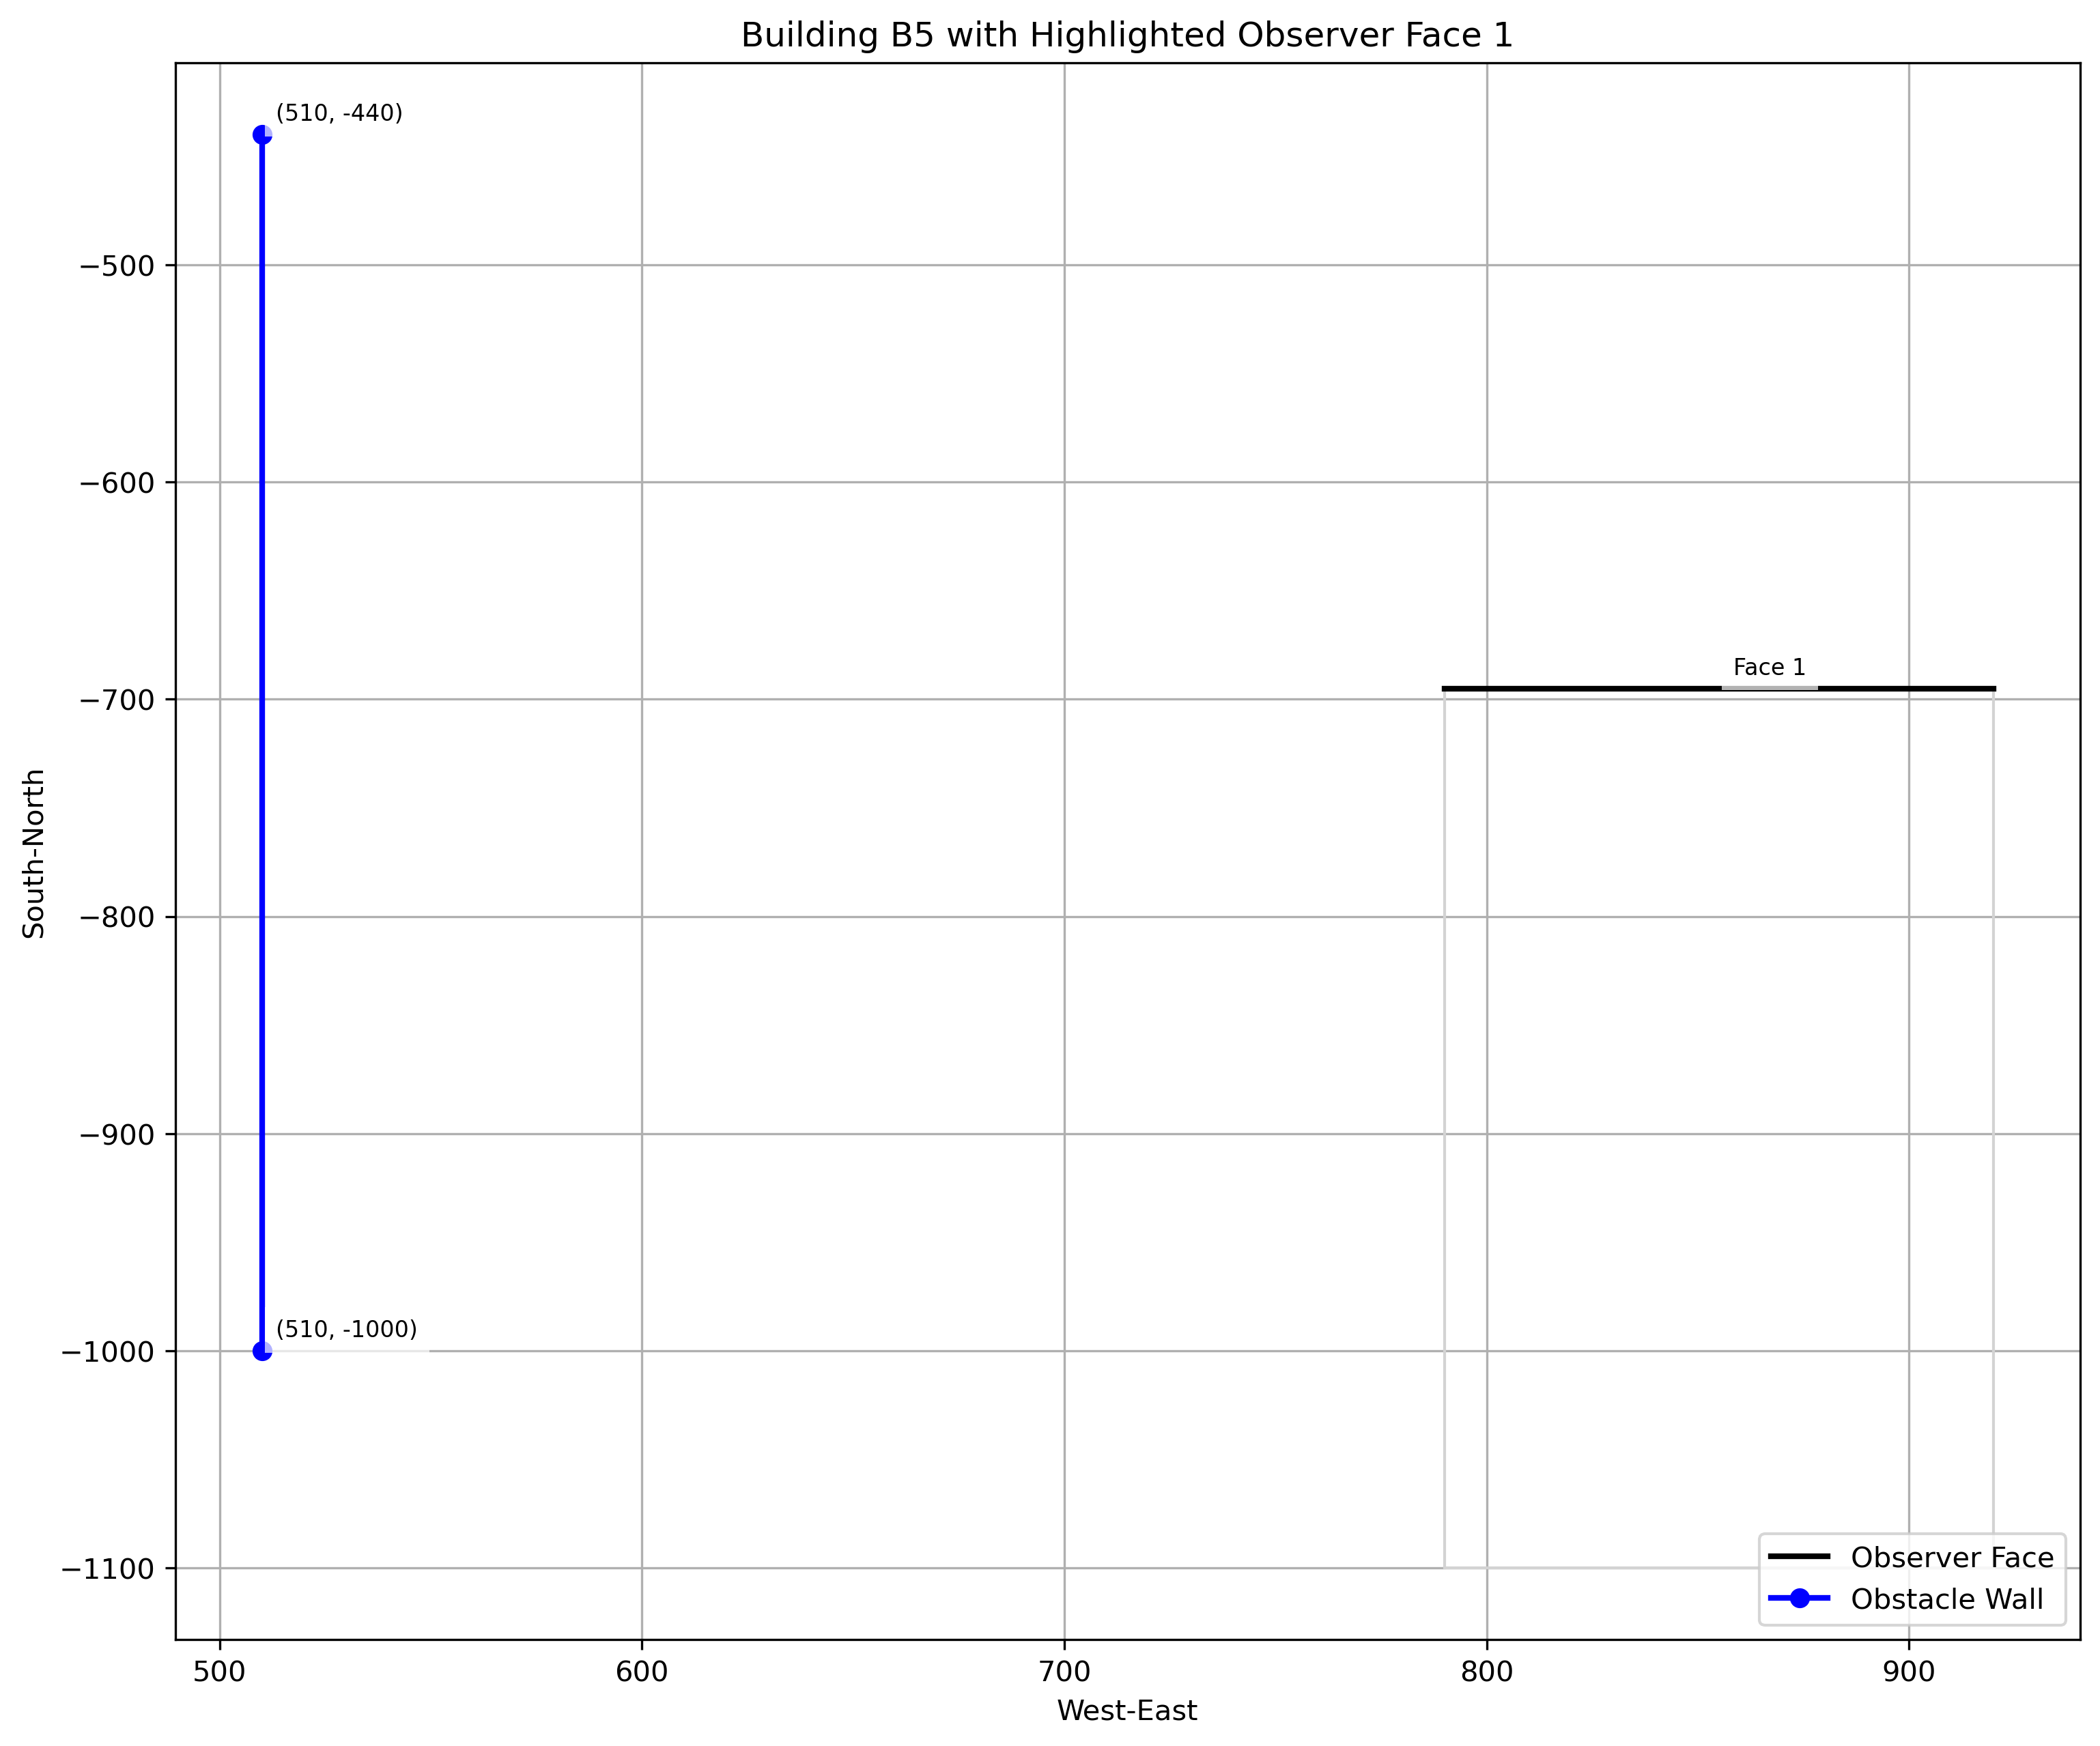 Building B5 with Highlighted Observer Face 1
(510, -440)
−500
−600
Face 1
−700
South-North
−800
−900
(510, -1000)
−1000
−1100
Observer Face
Obstacle Wall
500
600
700
800
900
West-East